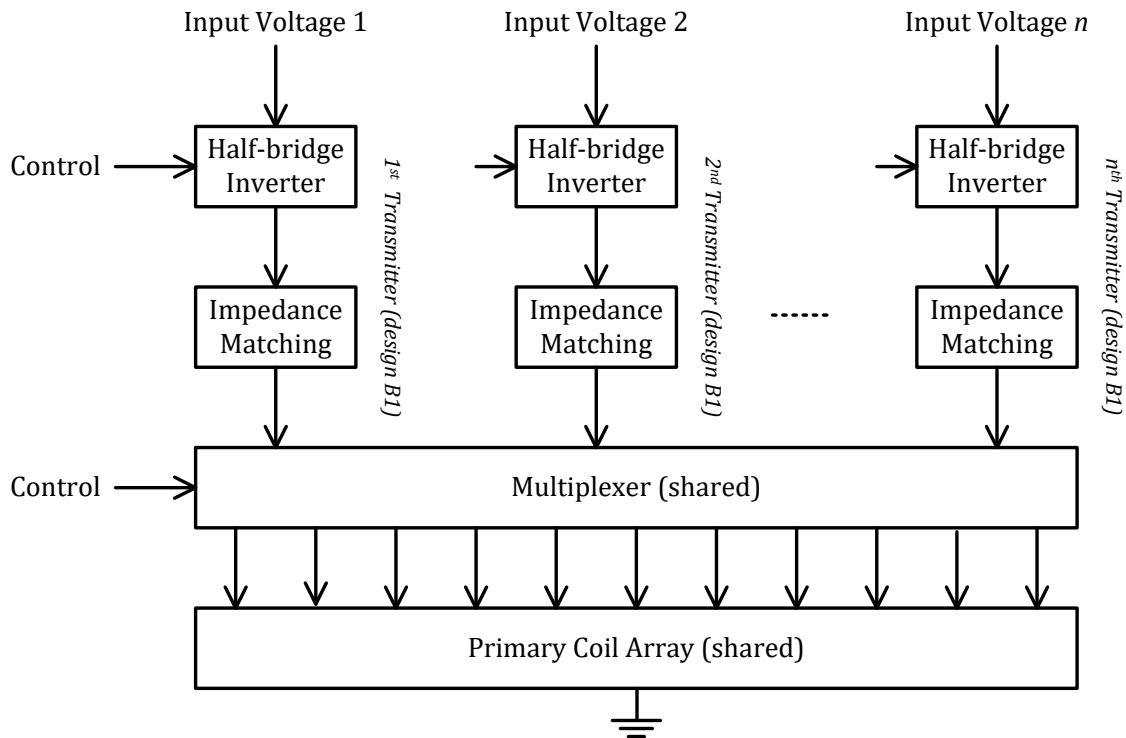 Input Voltage 1
Input Voltage 2
Input Voltage n
Control
Half-bridge
Inverter
1st Transmitter (design B1)
Half-bridge
Inverter
2nd Transmitter (design B1)
Half-bridge
Inverter
nth Transmitter (design B1)
Impedance
Matching
Impedance
Matching
Impedance
Matching
Control
Multiplexer (shared)
Primary Coil Array (shared)